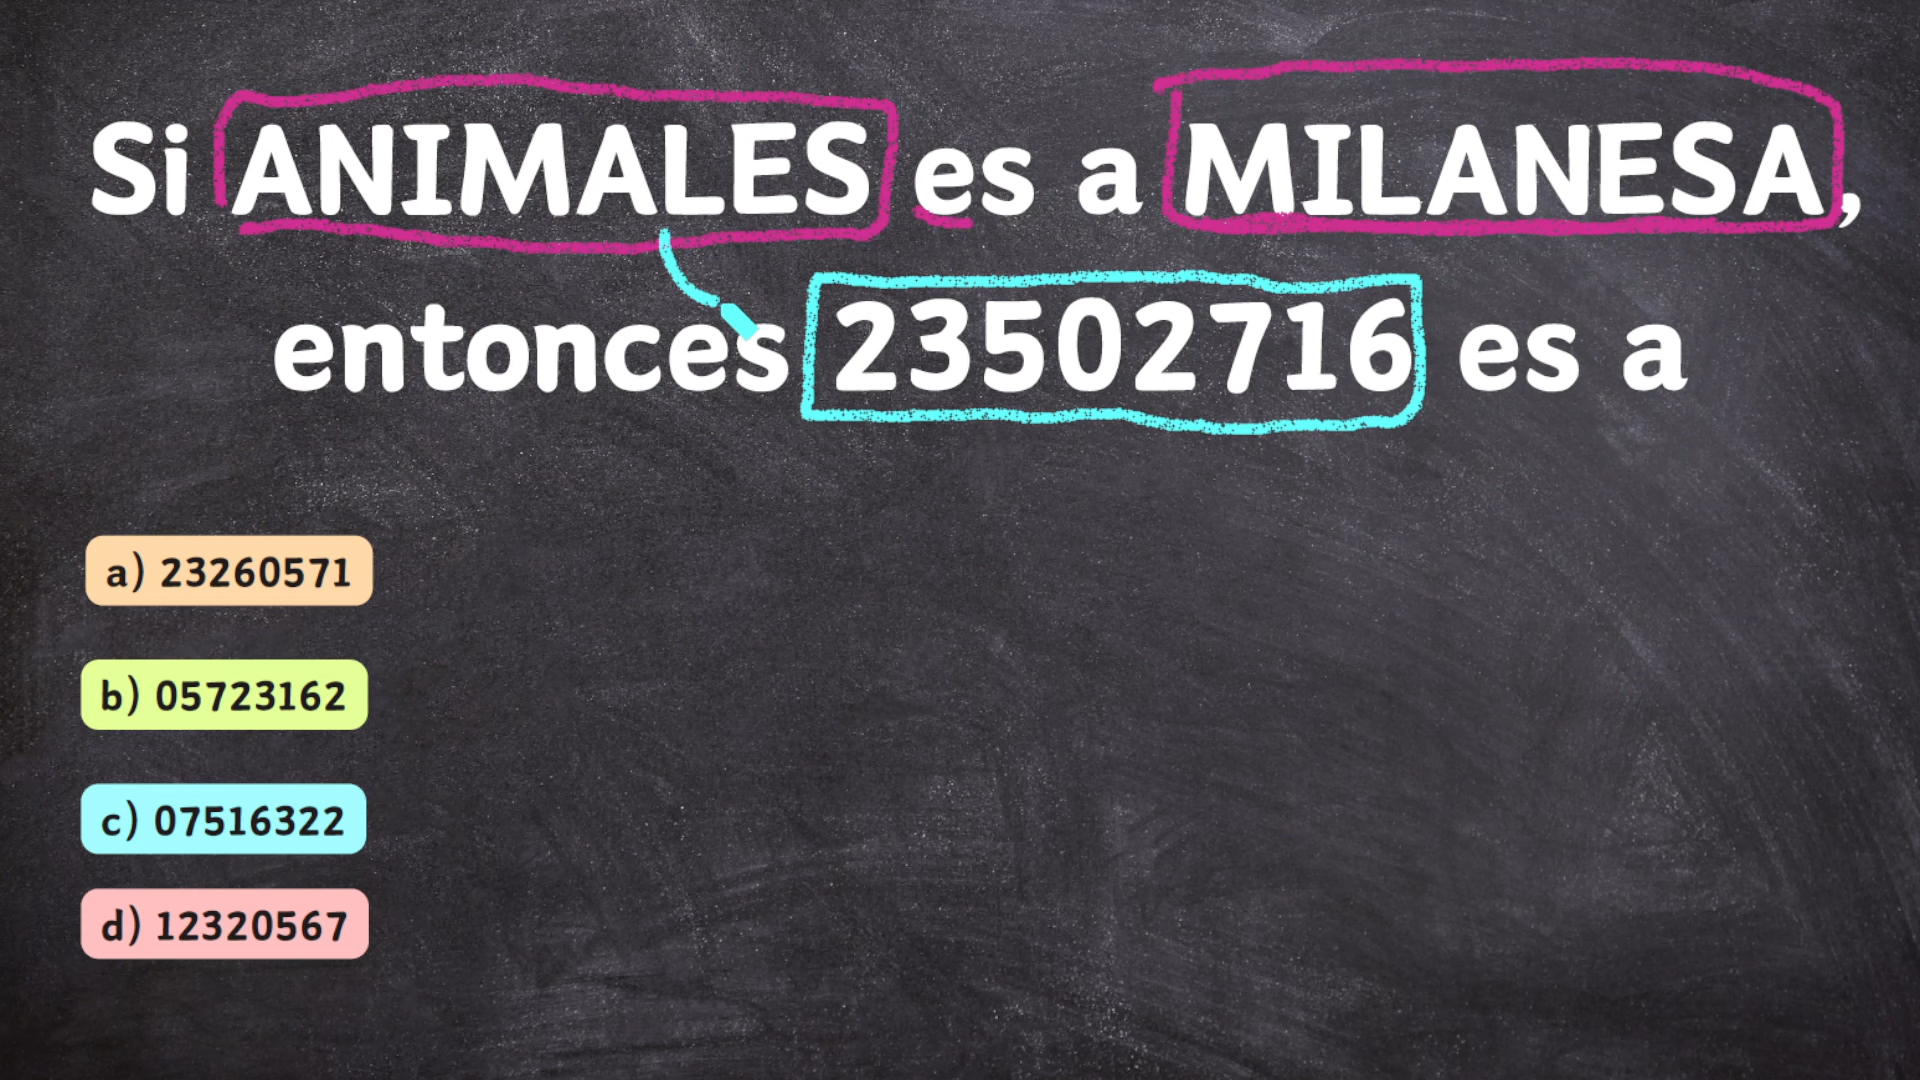 Si ANIMALES es a MILANESA,
entonces 23502716 es a
a) 23260571
b) 05723162
c) 07516322
d) 12320567